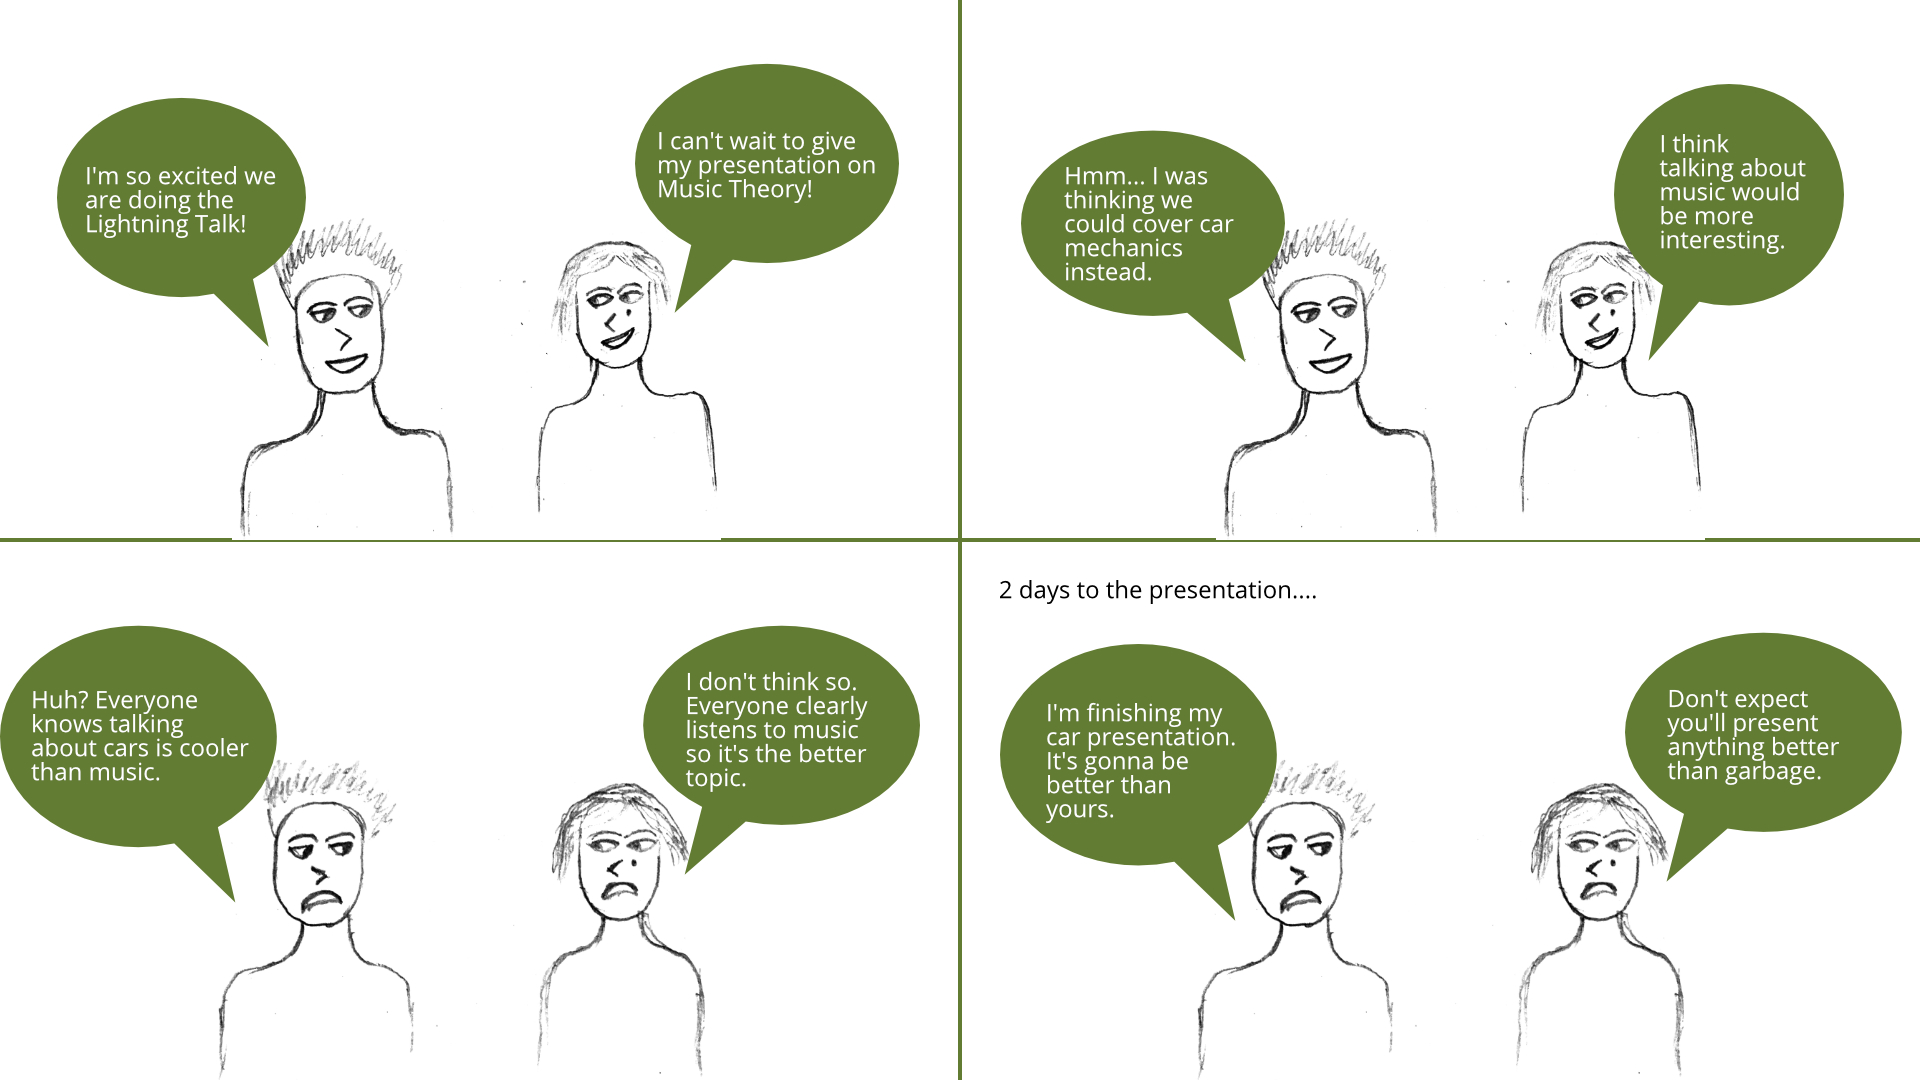 I'm so excited we
are doing the
Lightning Talk!
I can't wait to give
my presentation on
Music Theory!
Hmm... I was
thinking we
could cover car
mechanics
instead.
I think
talking about
music would
be more
interesting.
Huh? Everyone
knows talking
about cars is cooler
than music.
I don't think so.
Everyone clearly
listens to music
so it's the better
topic.
2 days to the presentation....
I'm finishing my
car presentation.
It's gonna be
better than
yours.
Don't expect
you'll present
anything better
than garbage.